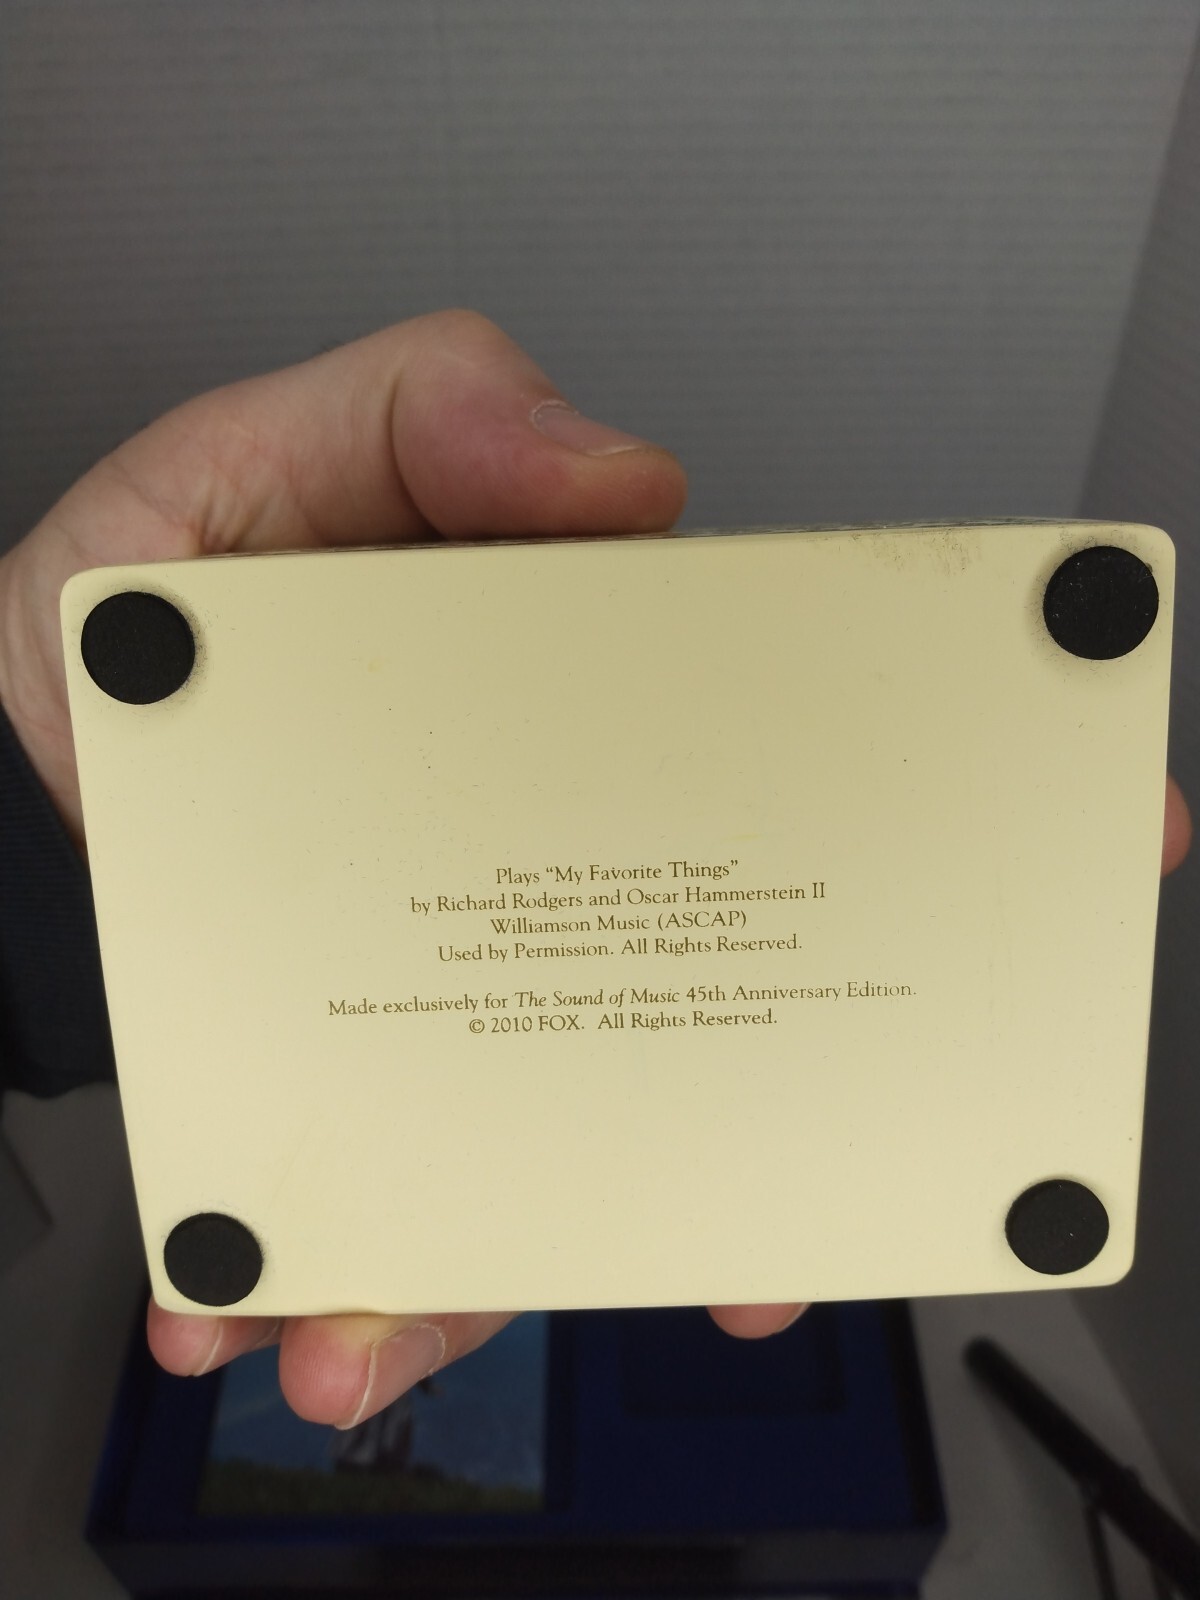 Plays “My Favorite Things”
by Richard Rodgers and Oscar Hammerstein II
Williamson Music (ASCAP)
Used by Permission. All Rights Reserved.
Made exclusively for The Sound of Music 45th Anniversary Edition.
© 2010 FOX. All Rights Reserved.